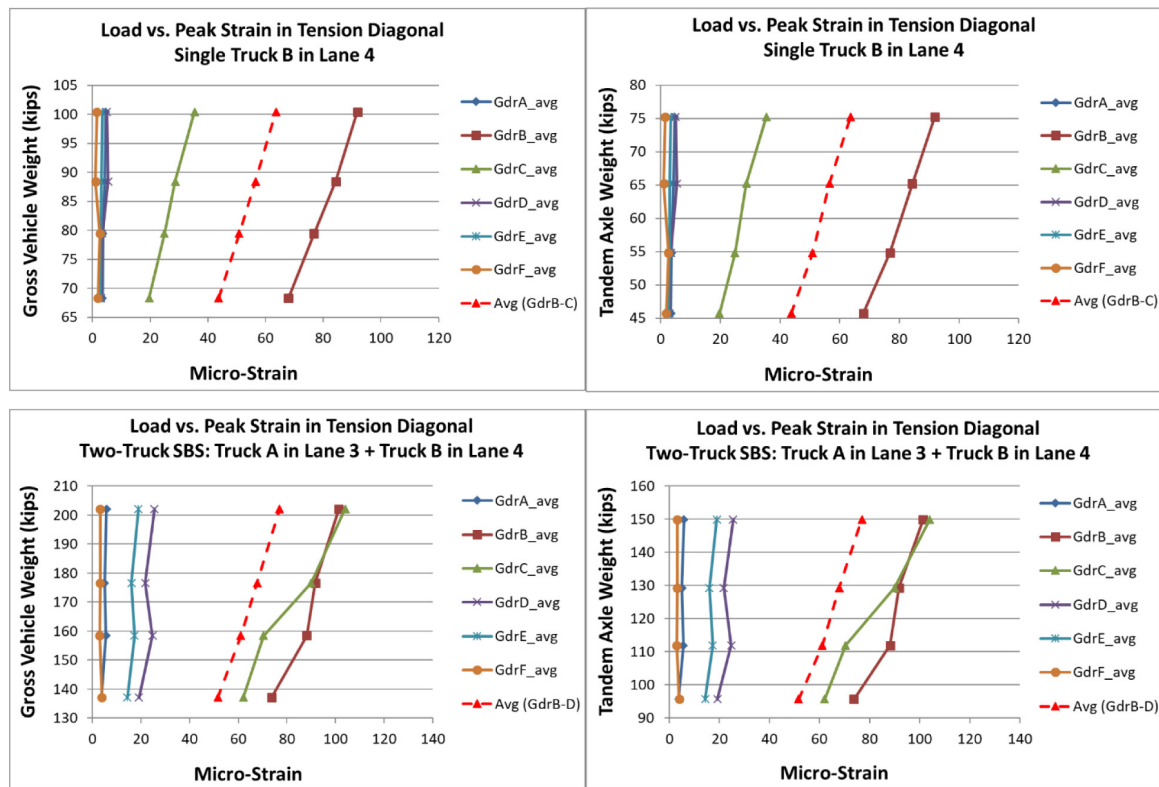 Load vs. Peak Strain in Tension Diagonal
Single Truck B in Lane 4
Gross Vehicle Weight (kips)
105
100
95
90
85
80
75
70
65
0 20 40 60 80 100 120
Micro-Strain
GdrA_avg
GdrB_avg
GdrC_avg
GdrD_avg
GdrE_avg
GdrF_avg
Avg (GdrB-C)
Load vs. Peak Strain in Tension Diagonal
Single Truck B in Lane 4
Tandem Axle Weight (kips)
80
75
70
65
60
55
50
45
0 20 40 60 80 100 120
Micro-Strain
GdrA_avg
GdrB_avg
GdrC_avg
GdrD_avg
GdrE_avg
GdrF_avg
Avg (GdrB-C)
Load vs. Peak Strain in Tension Diagonal
Two-Truck SBS: Truck A in Lane 3 + Truck B in Lane 4
Gross Vehicle Weight (kips)
210
200
190
180
170
160
150
140
130
0 20 40 60 80 100 120 140
Micro-Strain
GdrA_avg
GdrB_avg
GdrC_avg
GdrD_avg
GdrE_avg
GdrF_avg
Avg (GdrB-D)
Load vs. Peak Strain in Tension Diagonal
Two-Truck SBS: Truck A in Lane 3 + Truck B in Lane 4
Tandem Axle Weight (kips)
160
150
140
130
120
110
100
90
0 20 40 60 80 100 120 140
Micro-Strain
GdrA_avg
GdrB_avg
GdrC_avg
GdrD_avg
GdrE_avg
GdrF_avg
Avg (GdrB-D)